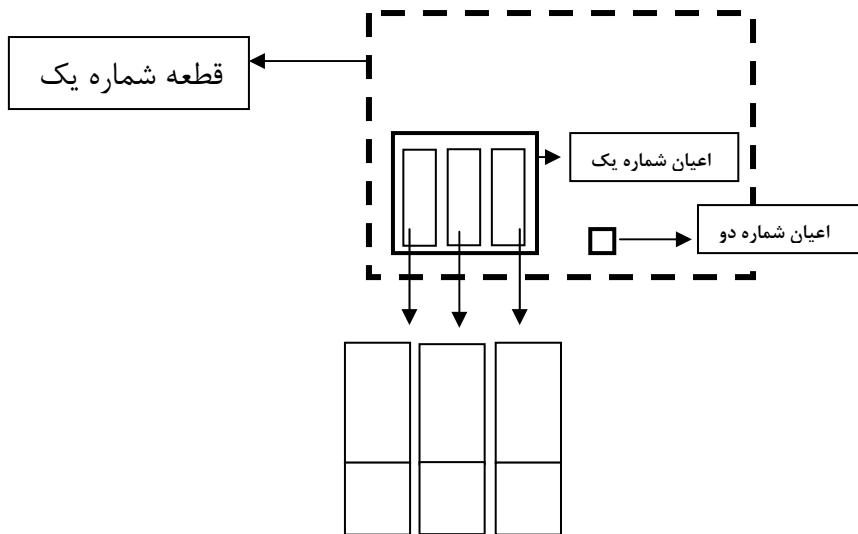 قطعه شماره یک
اعیان شماره یک
اعیان شماره دو